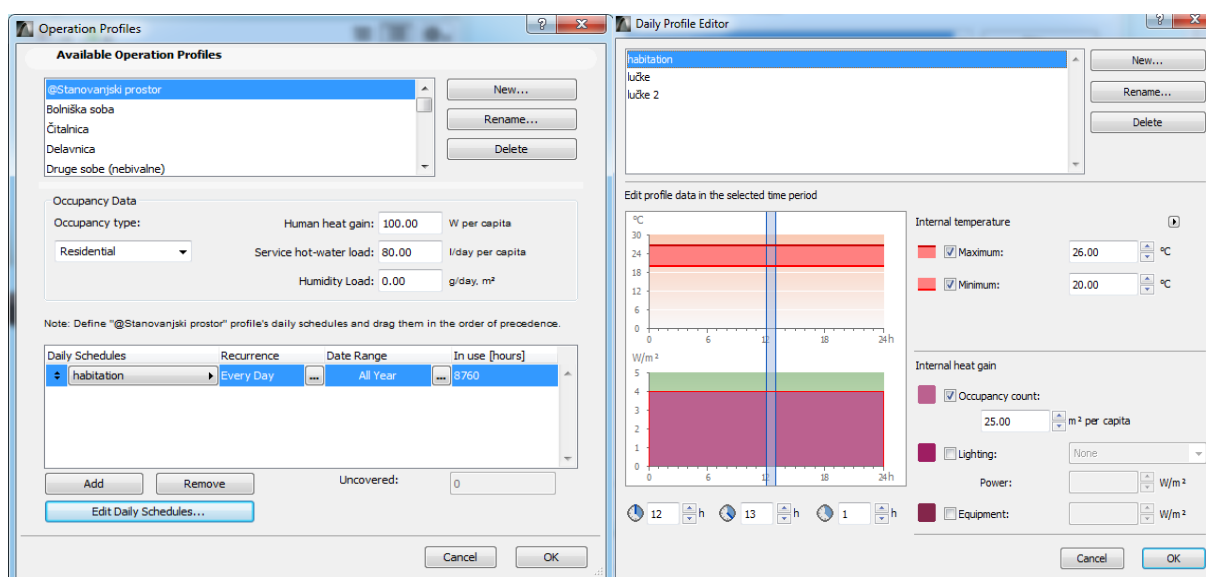 Operation Profiles
?
x
Available Operation Profiles
@Stanovanjski prostor
Bolniška soba
Čitalnica
Delavnica
Druge sobe (nebivalne)
New...
Rename...
Delete
Occupancy Data
Occupancy type:
Residential
Human heat gain: 100.00 W per capita
Service hot-water load: 80.00 l/day per capita
Humidity Load: 0.00 g/day, m²
Note: Define "@Stanovanjski prostor" profile's daily schedules and drag them in the order of precedence.
Daily Schedules Recurrence Date Range In use [hours]
habitation Every Day ... All Year ... 8760
Add Remove Uncovered: 0
Edit Daily Schedules...
Cancel OK
Daily Profile Editor
?
x
habitation
lučke
lučke 2
New...
Rename...
Delete
Edit profile data in the selected time period
°C
30
24
18
12
6
0
0 6 12 18 24h
W/m²
5
4
3
2
1
0
0 6 12 18 24h
12 h 13 h 1 h
Internal temperature
Maximum: 26.00 °C
Minimum: 20.00 °C
Internal heat gain
Occupancy count:
25.00 m² per capita
Lighting: None
Power: W/m²
Equipment: W/m²
Cancel OK